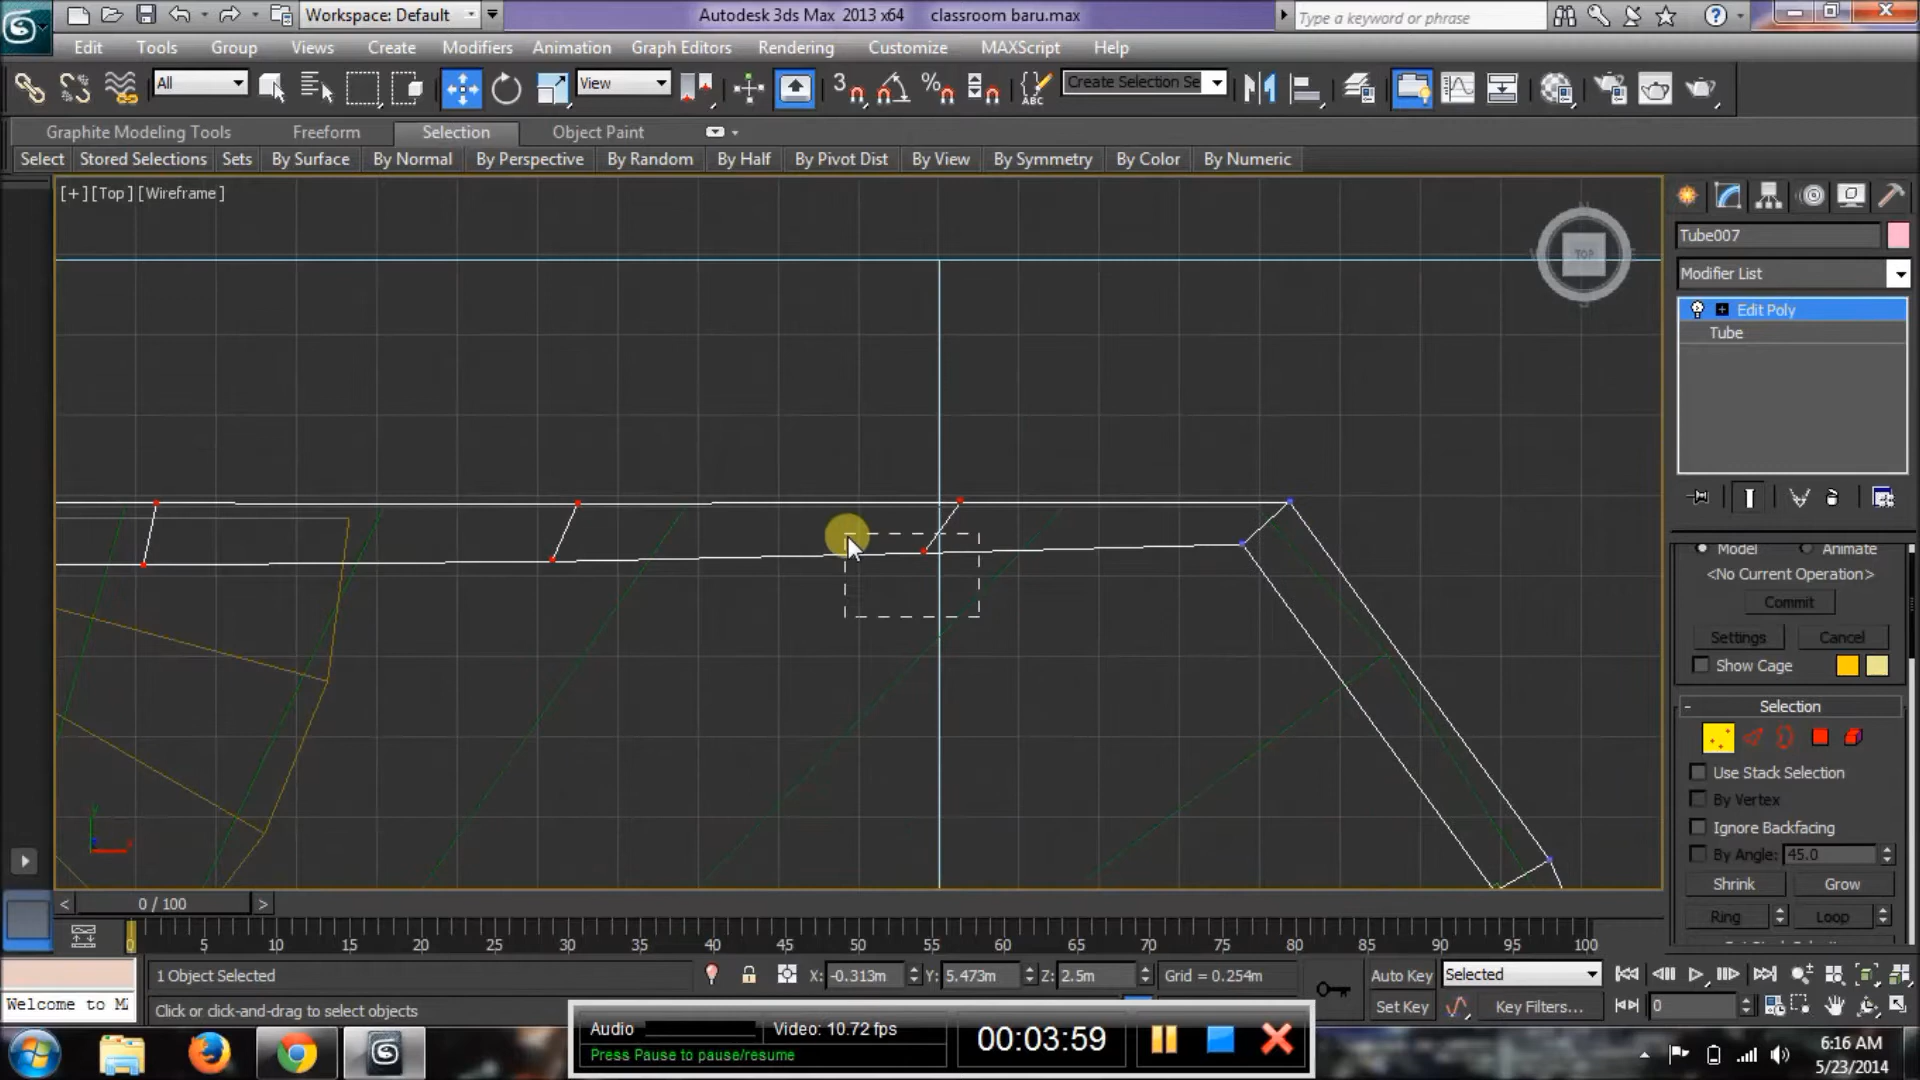 Workspace: Default
Autodesk 3ds Max 2013 x64 classroom baru.max
Type a keyword or phrase
Edit Tools Group Views Create Modifiers Animation Graph Editors Rendering Customize MAXScript Help
All View 3 % ABC Create Selection Se
Graphite Modeling Tools Freeform Selection Object Paint
Select Stored Selections Sets By Surface By Normal By Perspective By Random By Half By Pivot Dist By View By Symmetry By Color By Numeric
[+][Top][Wireframe]
TOP
Tube007
Modifier List
Edit Poly
Tube
Model Animate
<No Current Operation>
Commit
Settings Cancel
Show Cage
- Selection
Use Stack Selection
By Vertex
Ignore Backfacing
By Angle: 45.0
Shrink Grow
Ring Loop
< 0 / 100 >
0 5 10 15 20 25 30 35 40 45 50 55 60 65 70 75 80 85 90 95 100
1 Object Selected X: -0.313m Y: 5.473m Z: 2.5m Grid = 0.254m Auto Key Selected
Welcome to M
Click or click-and-drag to select objects
Set Key Key Filters... 0
Audio Video: 10.72 fps
Press Pause to pause/resume
00:03:59
6:16 AM
5/23/2014